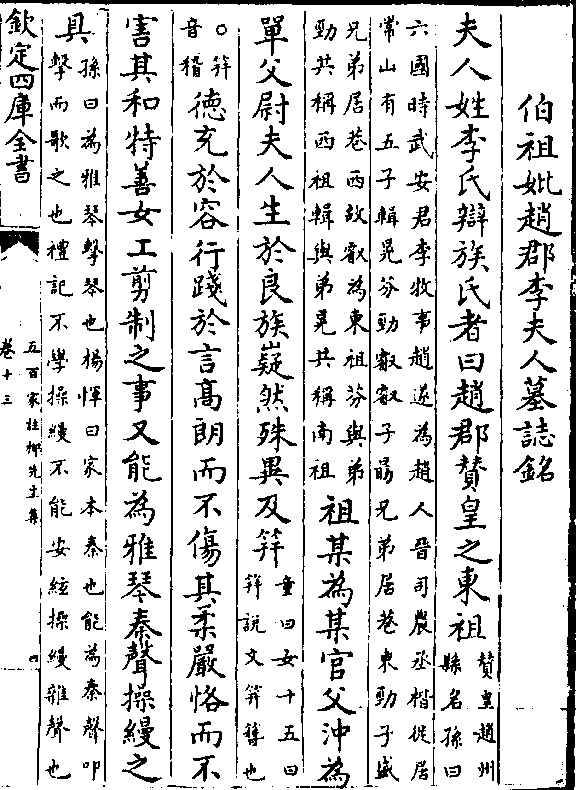 伯祖妣趙郡李夫人墓誌銘
夫人姓李氏辯族氏者曰趙郡贊皇之東祖
贊皇趙州
縣名孫曰
六國時武安君李牧事趙遂為趙人晉司農丞楷徙居
常山有五子輯晃芬勁叡叡子勗兄弟居巷東勁子盛
兄弟居巷西故叡為東祖芬與弟
勁共稱西祖輯與弟晃共稱南祖
祖某為某官父沖為
單父尉夫人生於良族嶷然殊異及筓
童曰女十五曰
筓說文筓簪也
○筓
音稽
德充於容行踐於言高朗而不傷其柔嚴恪而不
害其和特善女工剪制之事又能為雅琴秦聲操縵之
具
孫曰為雅琴擊琴也楊惲曰家本秦也能為秦聲叩
擊而歌之也禮記不學操縵不能安絃操縵雜聲也
欽定四庫全書
五百家注柳先生集
卷十三